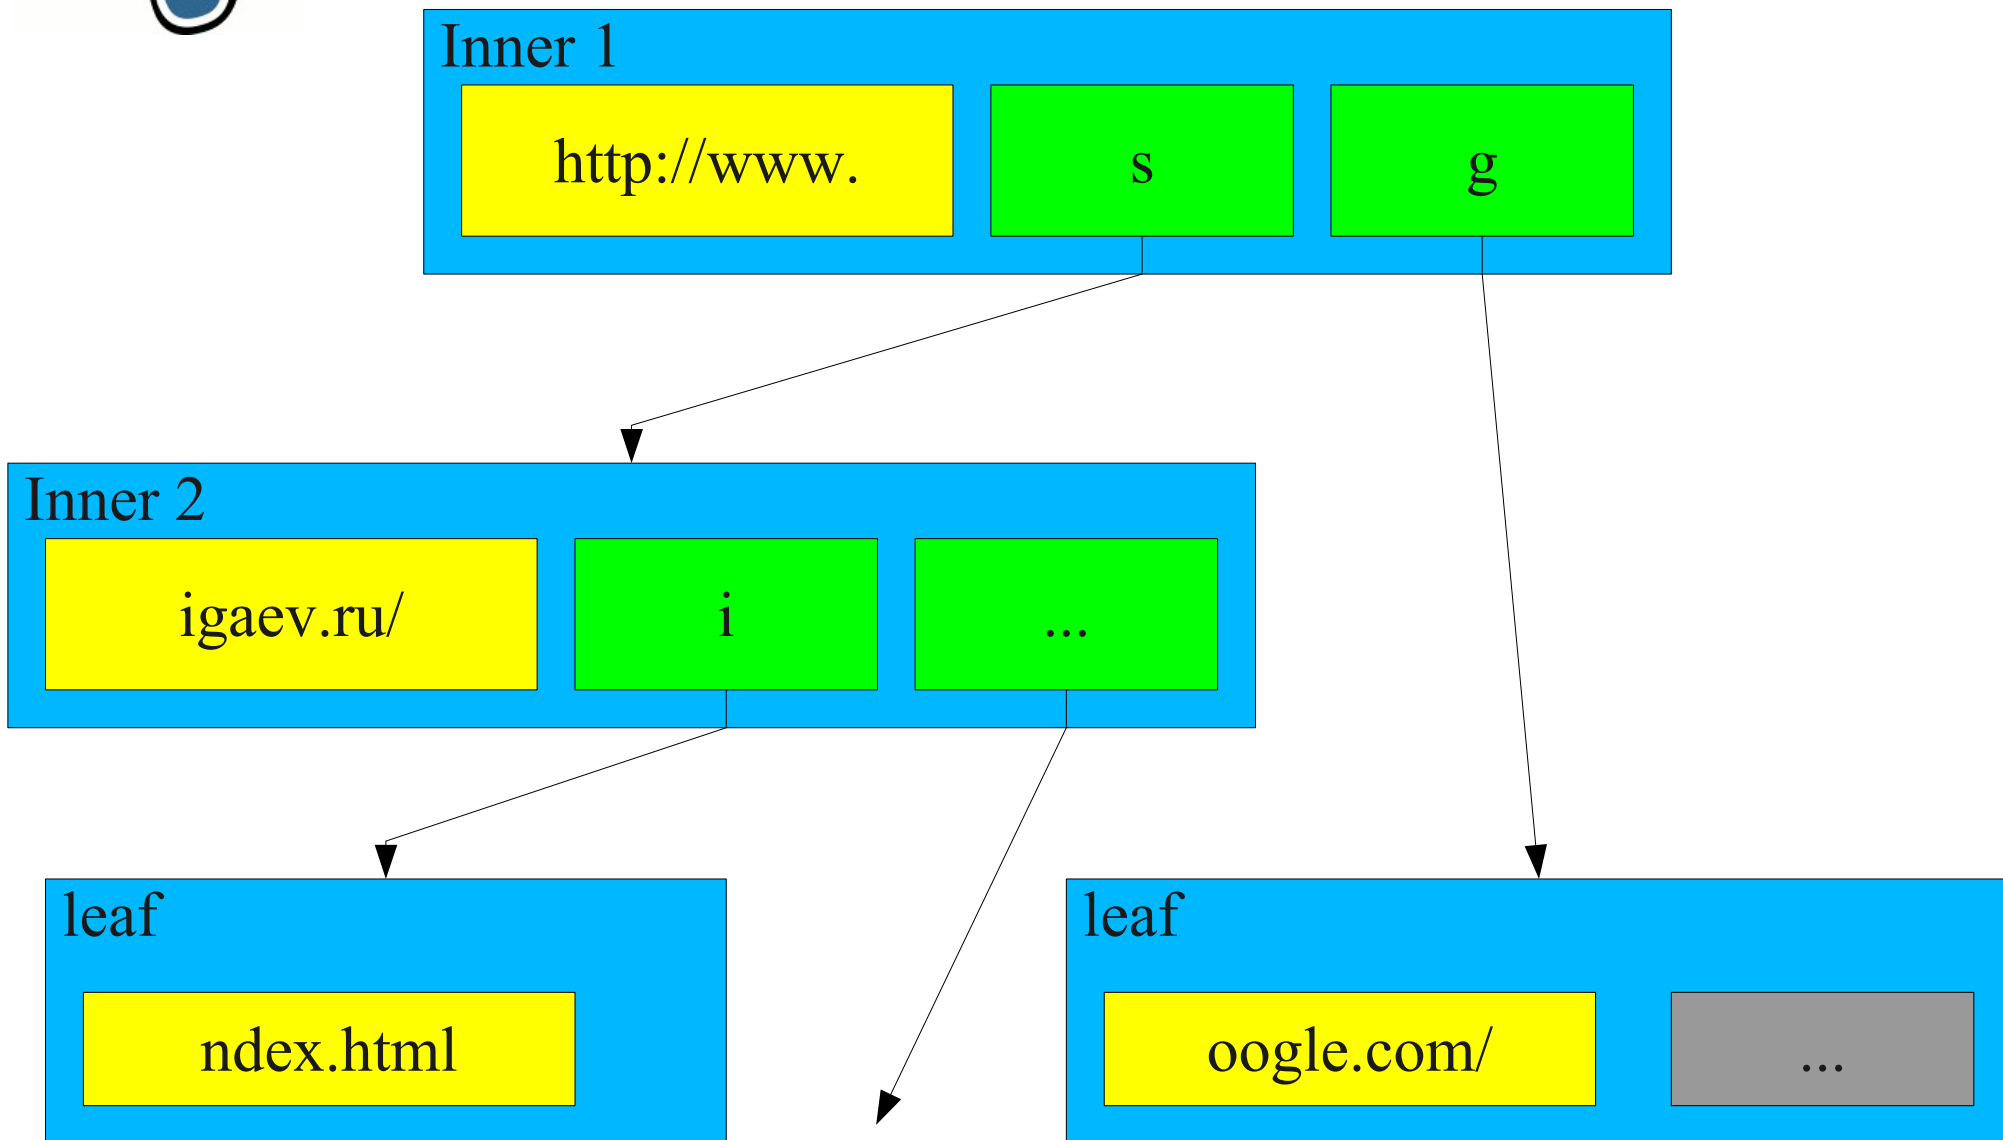 Inner 1
http://www.
s
g
Inner 2
igaev.ru/
i
...
leaf
ndex.html
leaf
oogle.com/
...